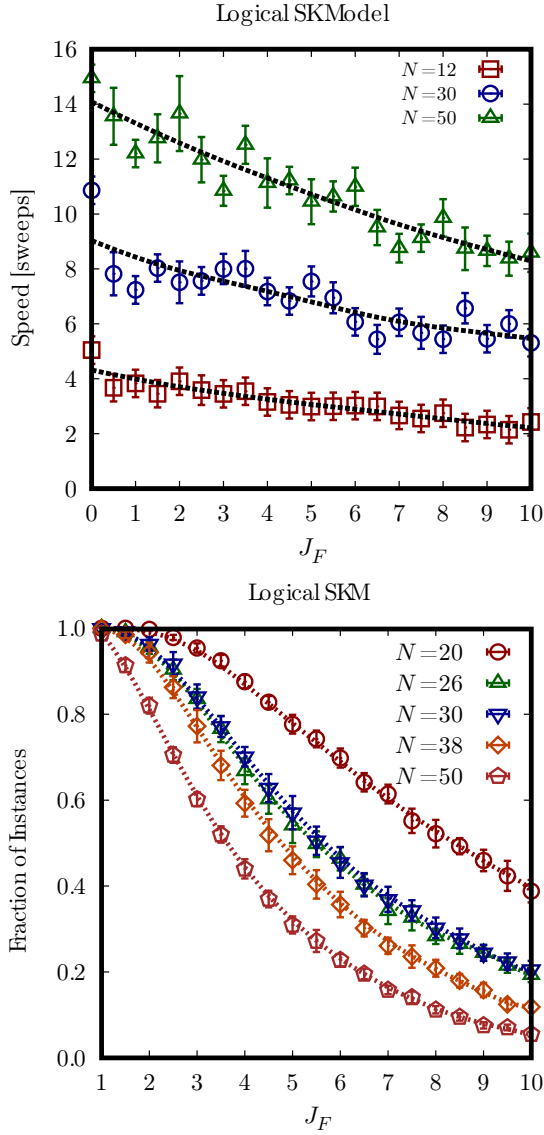 Logical SKModel
16
14
12
10
8
6
4
2
0
Speed [sweeps]
N=12
N=30
N=50
0 1 2 3 4 5 6 7 8 9 10
J_F
Logical SKM
1.0
0.8
0.6
0.4
0.2
0.0
Fraction of Instances
N=20
N=26
N=30
N=38
N=50
1 2 3 4 5 6 7 8 9 10
J_F